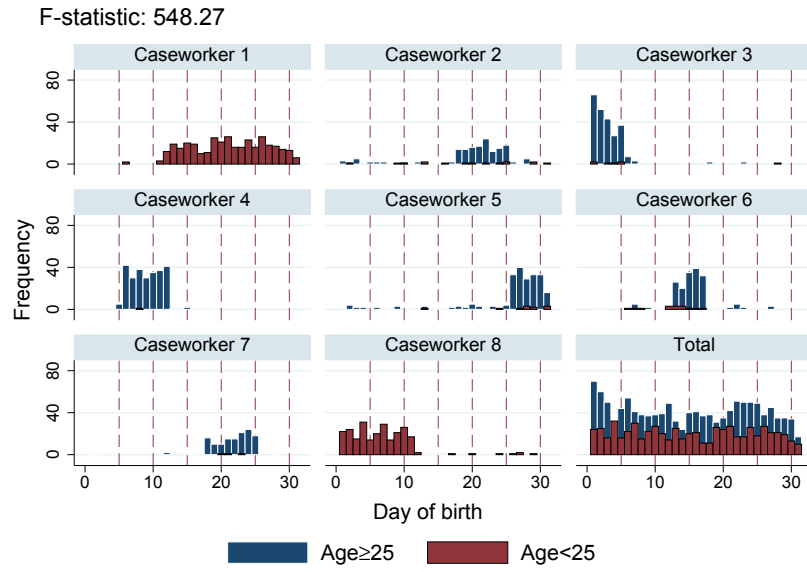 F-statistic: 548.27
Caseworker 1 Caseworker 2 Caseworker 3
80
40
0
Caseworker 4 Caseworker 5 Caseworker 6
80
40
0
Frequency
Caseworker 7 Caseworker 8 Total
80
40
0
0 10 20 30 0 10 20 30 0 10 20 30
Day of birth
Age≥25 Age<25